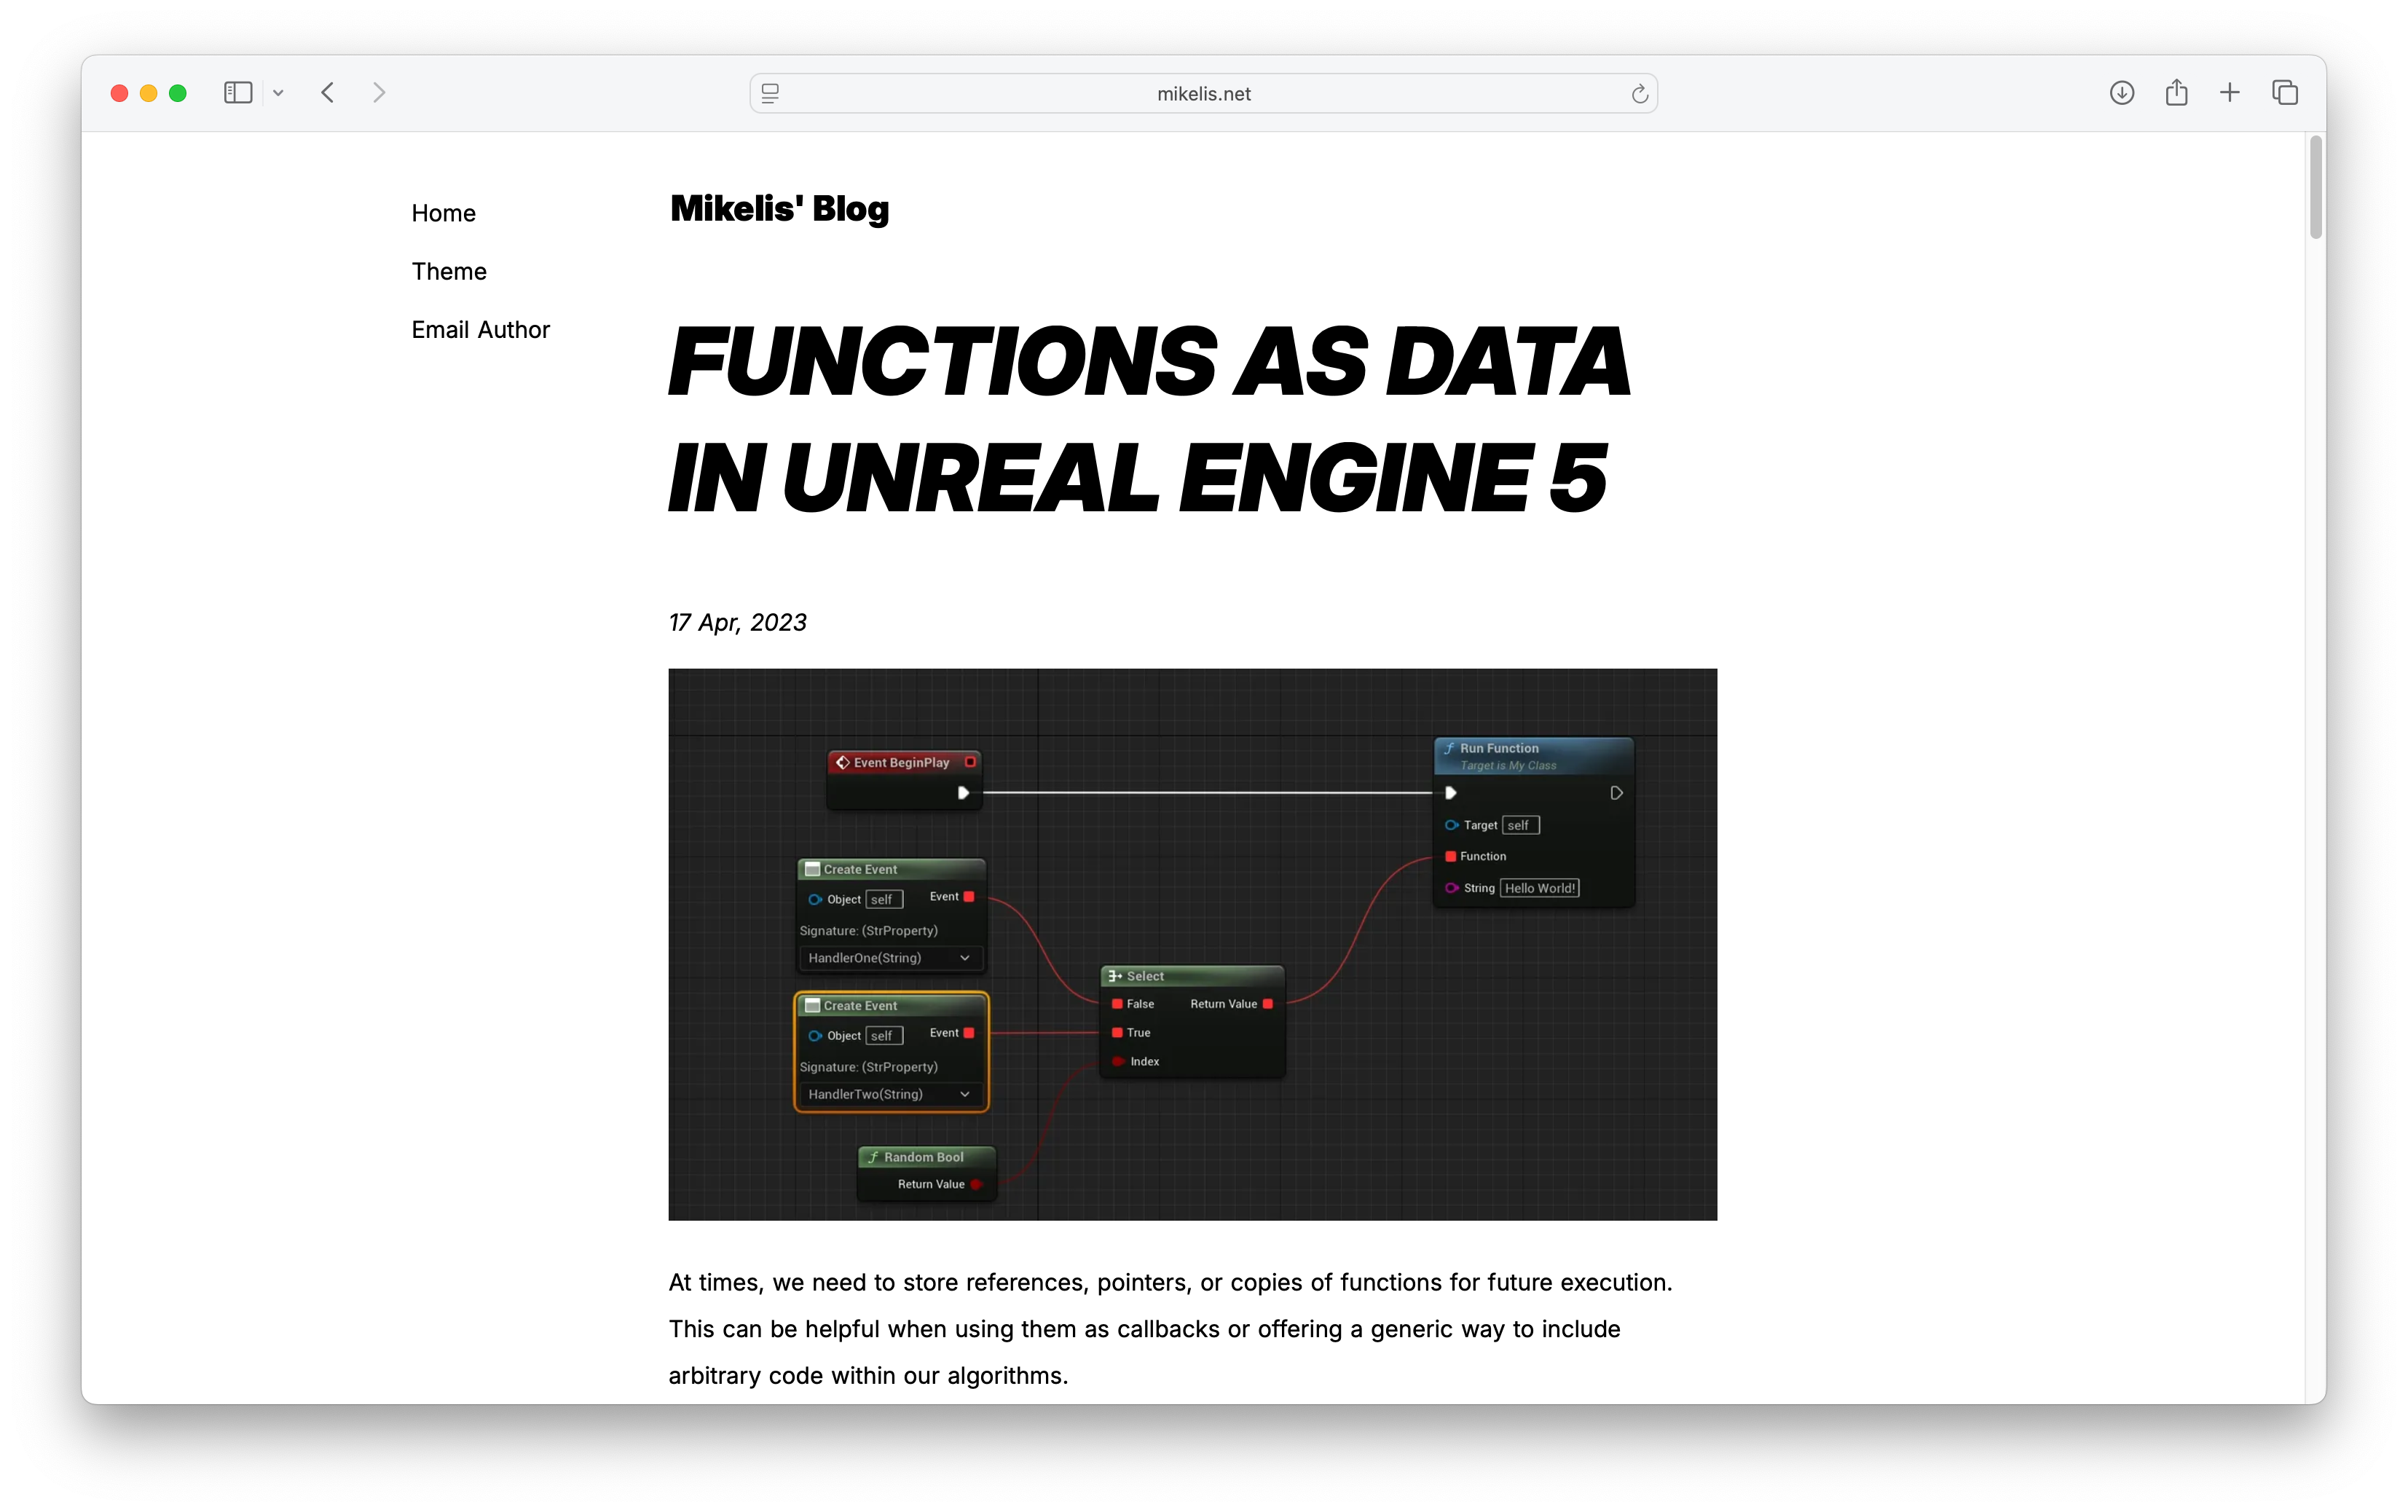 mikelis.net
Home
Theme
Email Author
Mikelis' Blog
FUNCTIONS AS DATA
IN UNREAL ENGINE 5
17 Apr, 2023
Event BeginPlay
Run Function
Target is My Class
Target self
Function
String Hello World!
Create Event
Object self Event
Signature: (StrProperty)
HandlerOne(String)
Create Event
Object self Event
Signature: (StrProperty)
HandlerTwo(String)
Select
False Return Value
True
Index
Random Bool
Return Value
At times, we need to store references, pointers, or copies of functions for future execution.
This can be helpful when using them as callbacks or offering a generic way to include
arbitrary code within our algorithms.